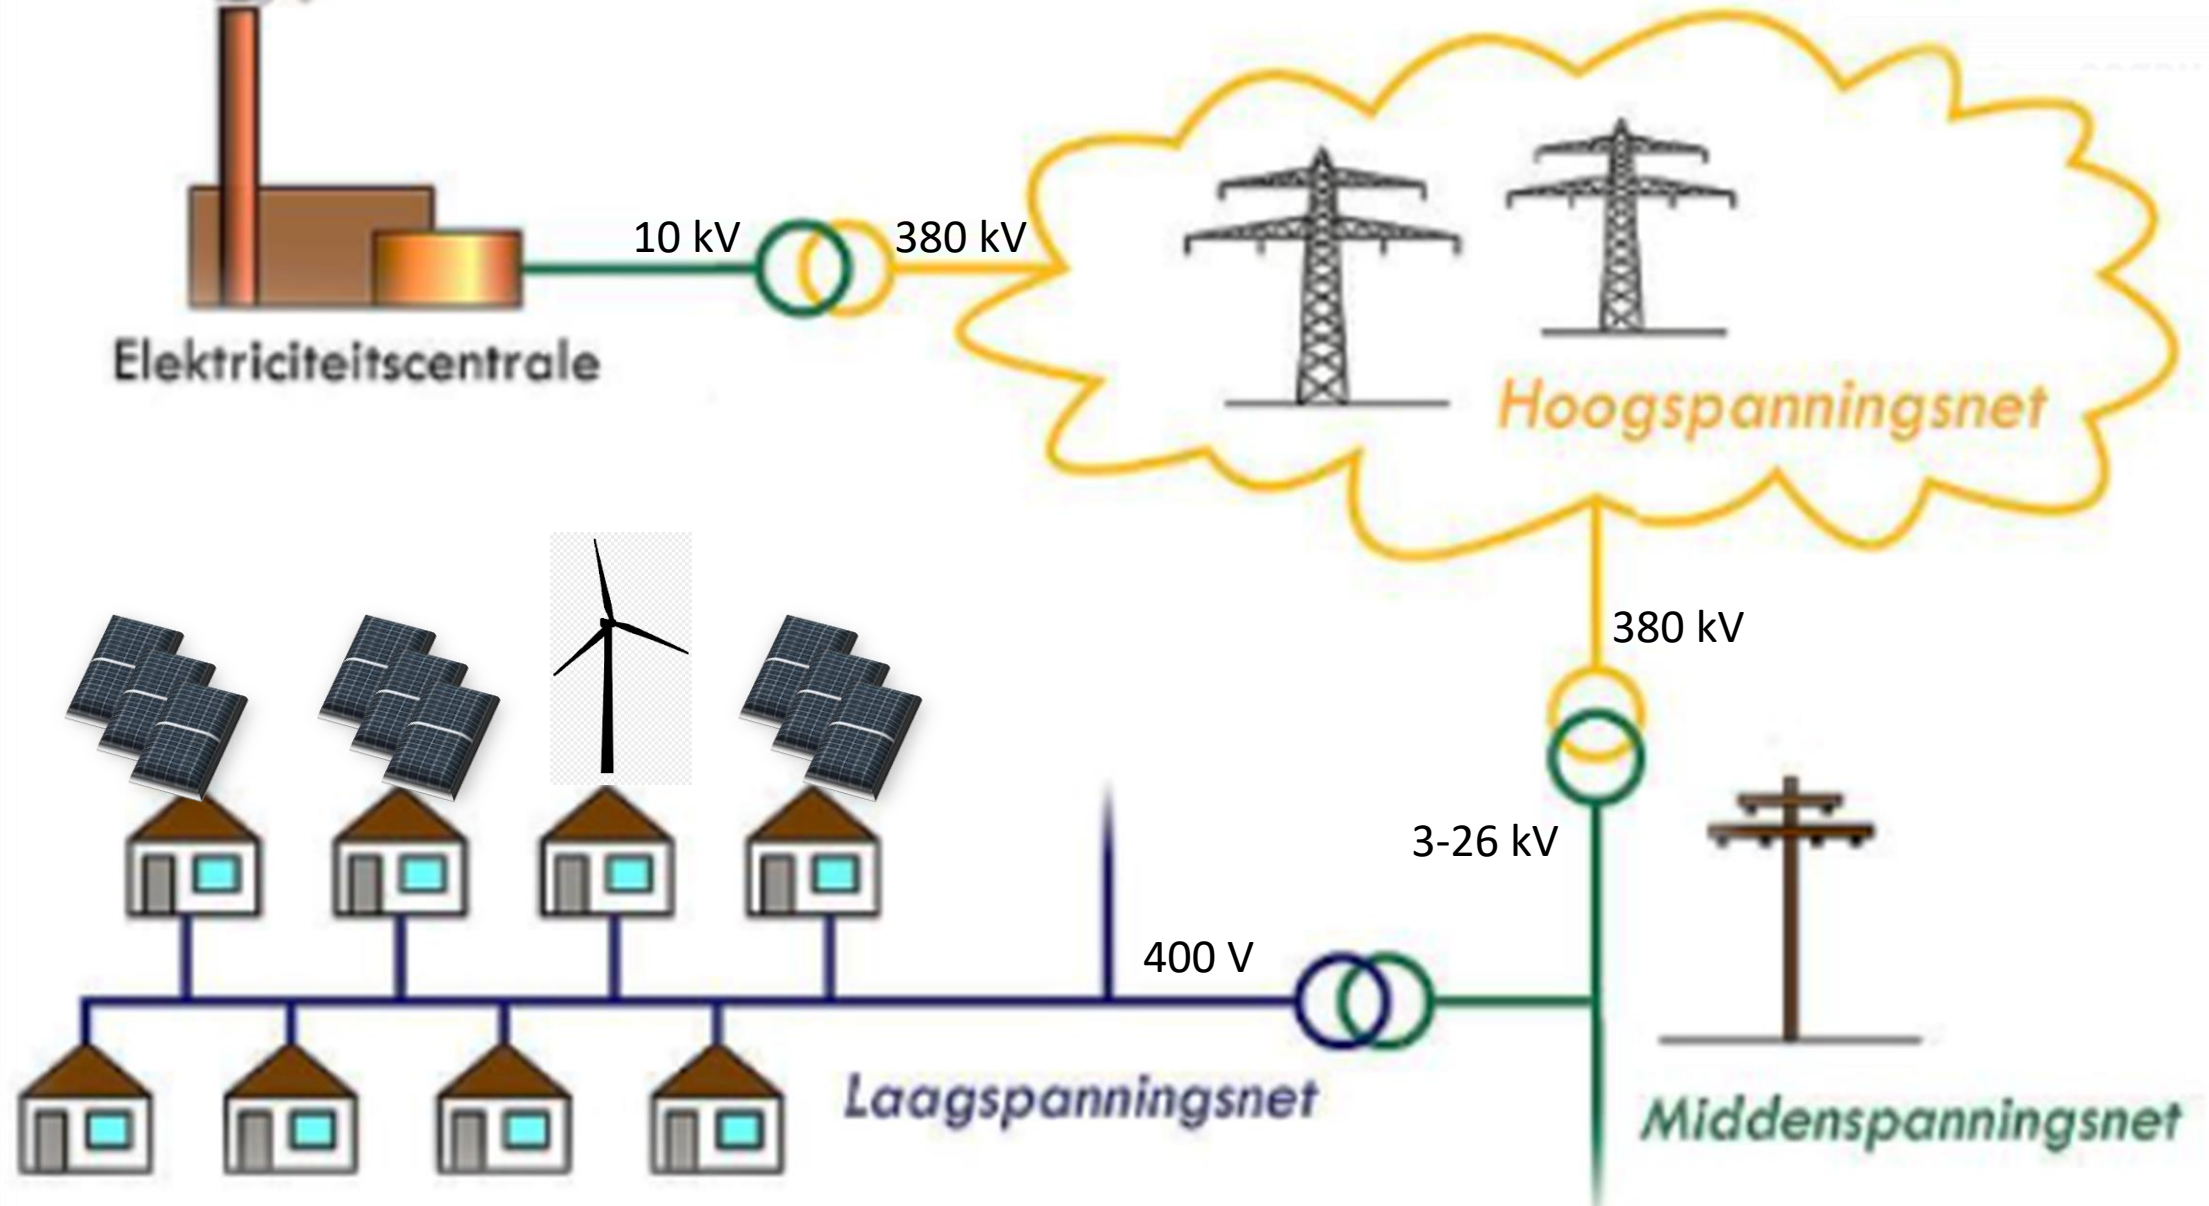 10 kV
380 kV
Elektriciteitscentrale
Hoogspanningsnet
380 kV
3-26 kV
400 V
Laagspanningsnet
Middenspanningsnet